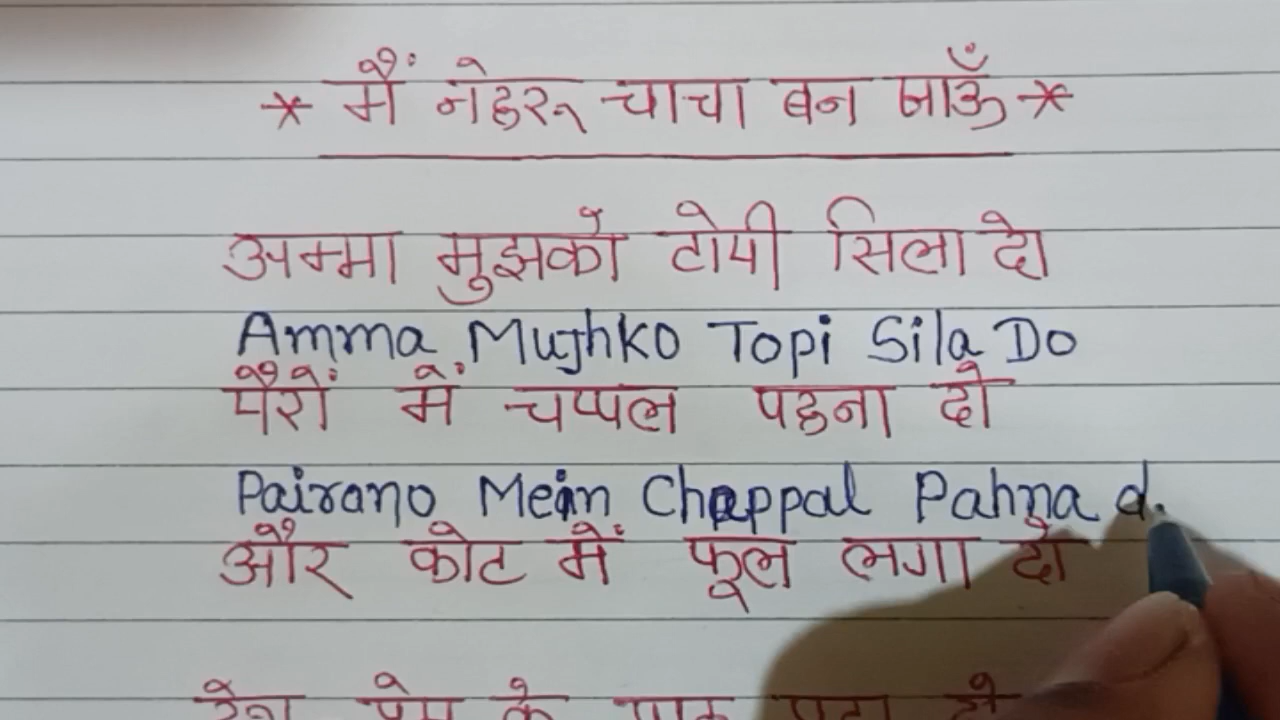 * मैं नेहरू चाचा बन जाऊँ *
अम्मा मुझको टोपी सिला दो
Amma Mujhko Topi Sila Do
पैरों में चप्पल पहना दो
Pairano Mein Chappal Pahna d
और कोट में फूल लगा दो